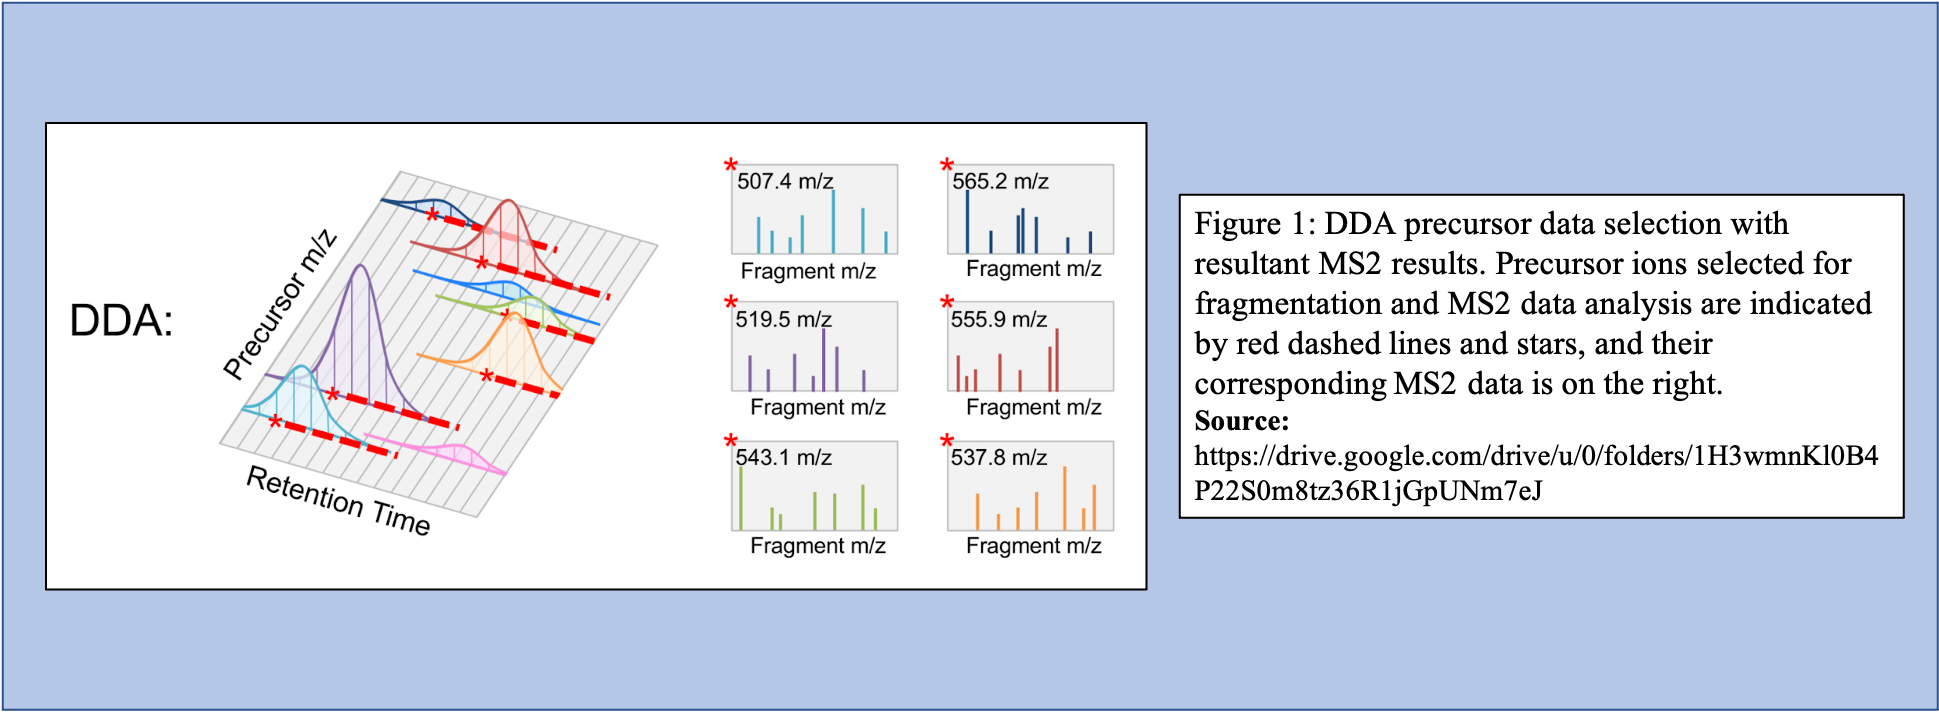 DDA:
Precursor m/z
Retention Time
* * * * * *
* 507.4 m/z
Fragment m/z
* 565.2 m/z
Fragment m/z
* 519.5 m/z
Fragment m/z
* 555.9 m/z
Fragment m/z
* 543.1 m/z
Fragment m/z
* 537.8 m/z
Fragment m/z
Figure 1: DDA precursor data selection with
resultant MS2 results. Precursor ions selected for
fragmentation and MS2 data analysis are indicated
by red dashed lines and stars, and their
corresponding MS2 data is on the right.
Source:
https://drive.google.com/drive/u/0/folders/1H3wmnKl0B4
P22S0m8tz36R1jGpUNm7eJ